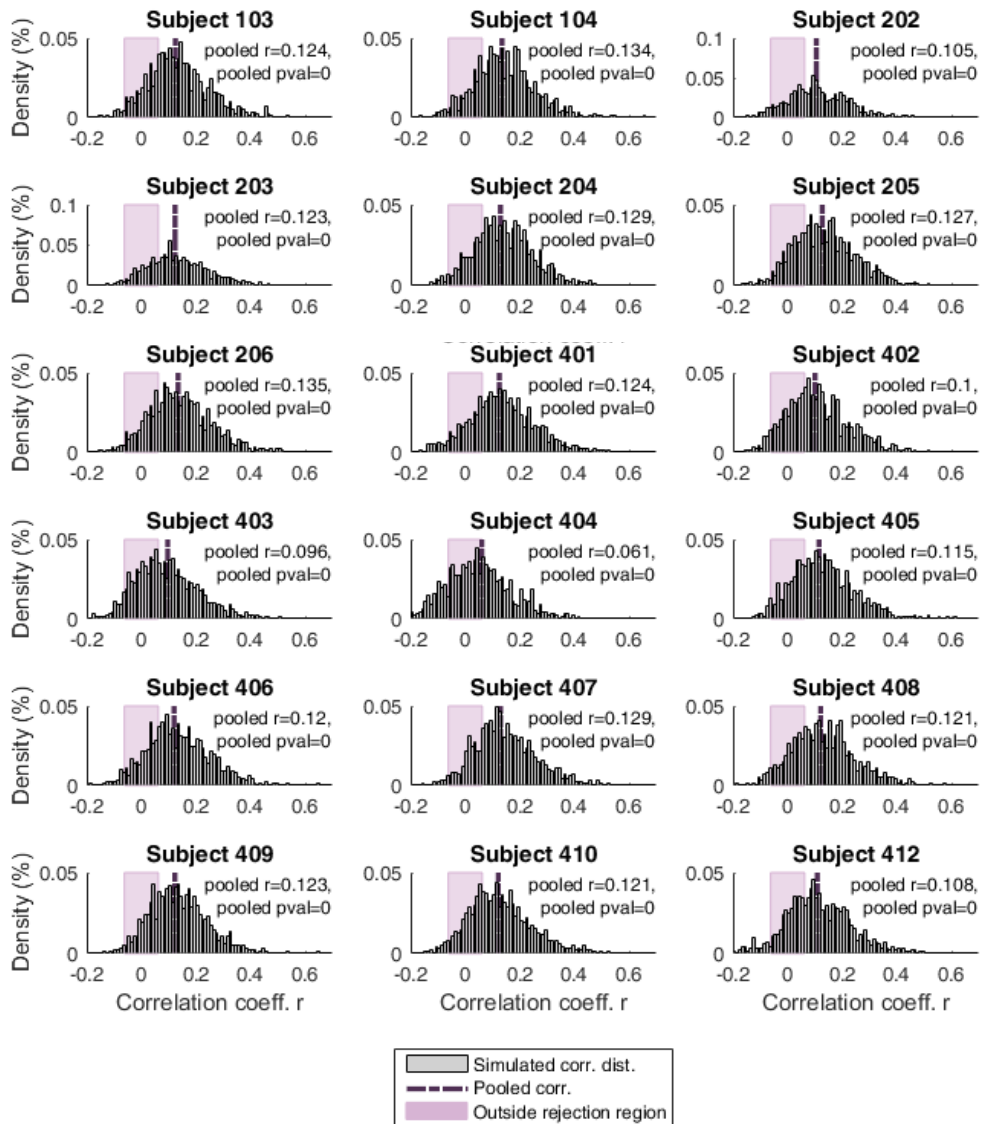 Subject 103
Subject 104
Subject 202
Density (%)
0.05
0
-0.2 0 0.2 0.4 0.6
pooled r=0.124,
pooled pval=0
0.05
0
-0.2 0 0.2 0.4 0.6
pooled r=0.134,
pooled pval=0
0.1
0.05
0
-0.2 0 0.2 0.4 0.6
pooled r=0.105,
pooled pval=0
Subject 203
Subject 204
Subject 205
Density (%)
0.1
0.05
0
-0.2 0 0.2 0.4 0.6
pooled r=0.123,
pooled pval=0
0.05
0
-0.2 0 0.2 0.4 0.6
pooled r=0.129,
pooled pval=0
0.05
0
-0.2 0 0.2 0.4 0.6
pooled r=0.127,
pooled pval=0
Subject 206
Subject 401
Subject 402
Density (%)
0.05
0
-0.2 0 0.2 0.4 0.6
pooled r=0.135,
pooled pval=0
0.05
0
-0.2 0 0.2 0.4 0.6
pooled r=0.124,
pooled pval=0
0.05
0
-0.2 0 0.2 0.4 0.6
pooled r=0.1,
pooled pval=0
Subject 403
Subject 404
Subject 405
Density (%)
0.05
0
-0.2 0 0.2 0.4 0.6
pooled r=0.096,
pooled pval=0
0.05
0
-0.2 0 0.2 0.4 0.6
pooled r=0.061,
pooled pval=0
0.05
0
-0.2 0 0.2 0.4 0.6
pooled r=0.115,
pooled pval=0
Subject 406
Subject 407
Subject 408
Density (%)
0.05
0
-0.2 0 0.2 0.4 0.6
pooled r=0.12,
pooled pval=0
0.05
0
-0.2 0 0.2 0.4 0.6
pooled r=0.129,
pooled pval=0
0.05
0
-0.2 0 0.2 0.4 0.6
pooled r=0.121,
pooled pval=0
Subject 409
Subject 410
Subject 412
Density (%)
0.05
0
-0.2 0 0.2 0.4 0.6
pooled r=0.123,
pooled pval=0
Correlation coeff. r
0.05
0
-0.2 0 0.2 0.4 0.6
pooled r=0.121,
pooled pval=0
Correlation coeff. r
0.05
0
-0.2 0 0.2 0.4 0.6
pooled r=0.108,
pooled pval=0
Correlation coeff. r
Simulated corr. dist.
Pooled corr.
Outside rejection region